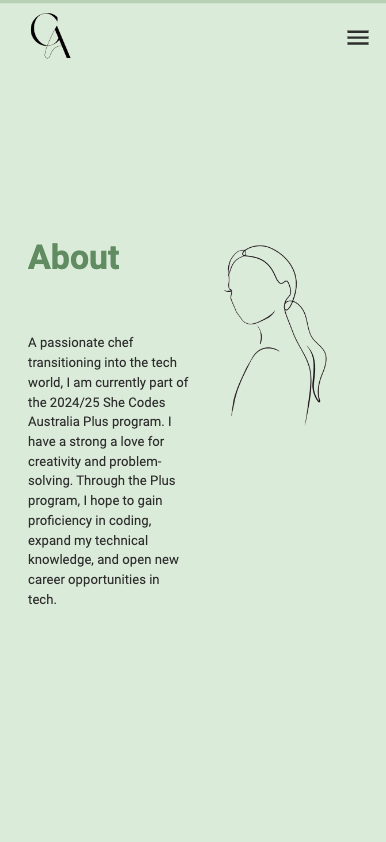 CA
About
A passionate chef
transitioning into the tech
world, I am currently part of
the 2024/25 She Codes
Australia Plus program. I
have a strong a love for
creativity and problem-
solving. Through the Plus
program, I hope to gain
proficiency in coding,
expand my technical
knowledge, and open new
career opportunities in
tech.